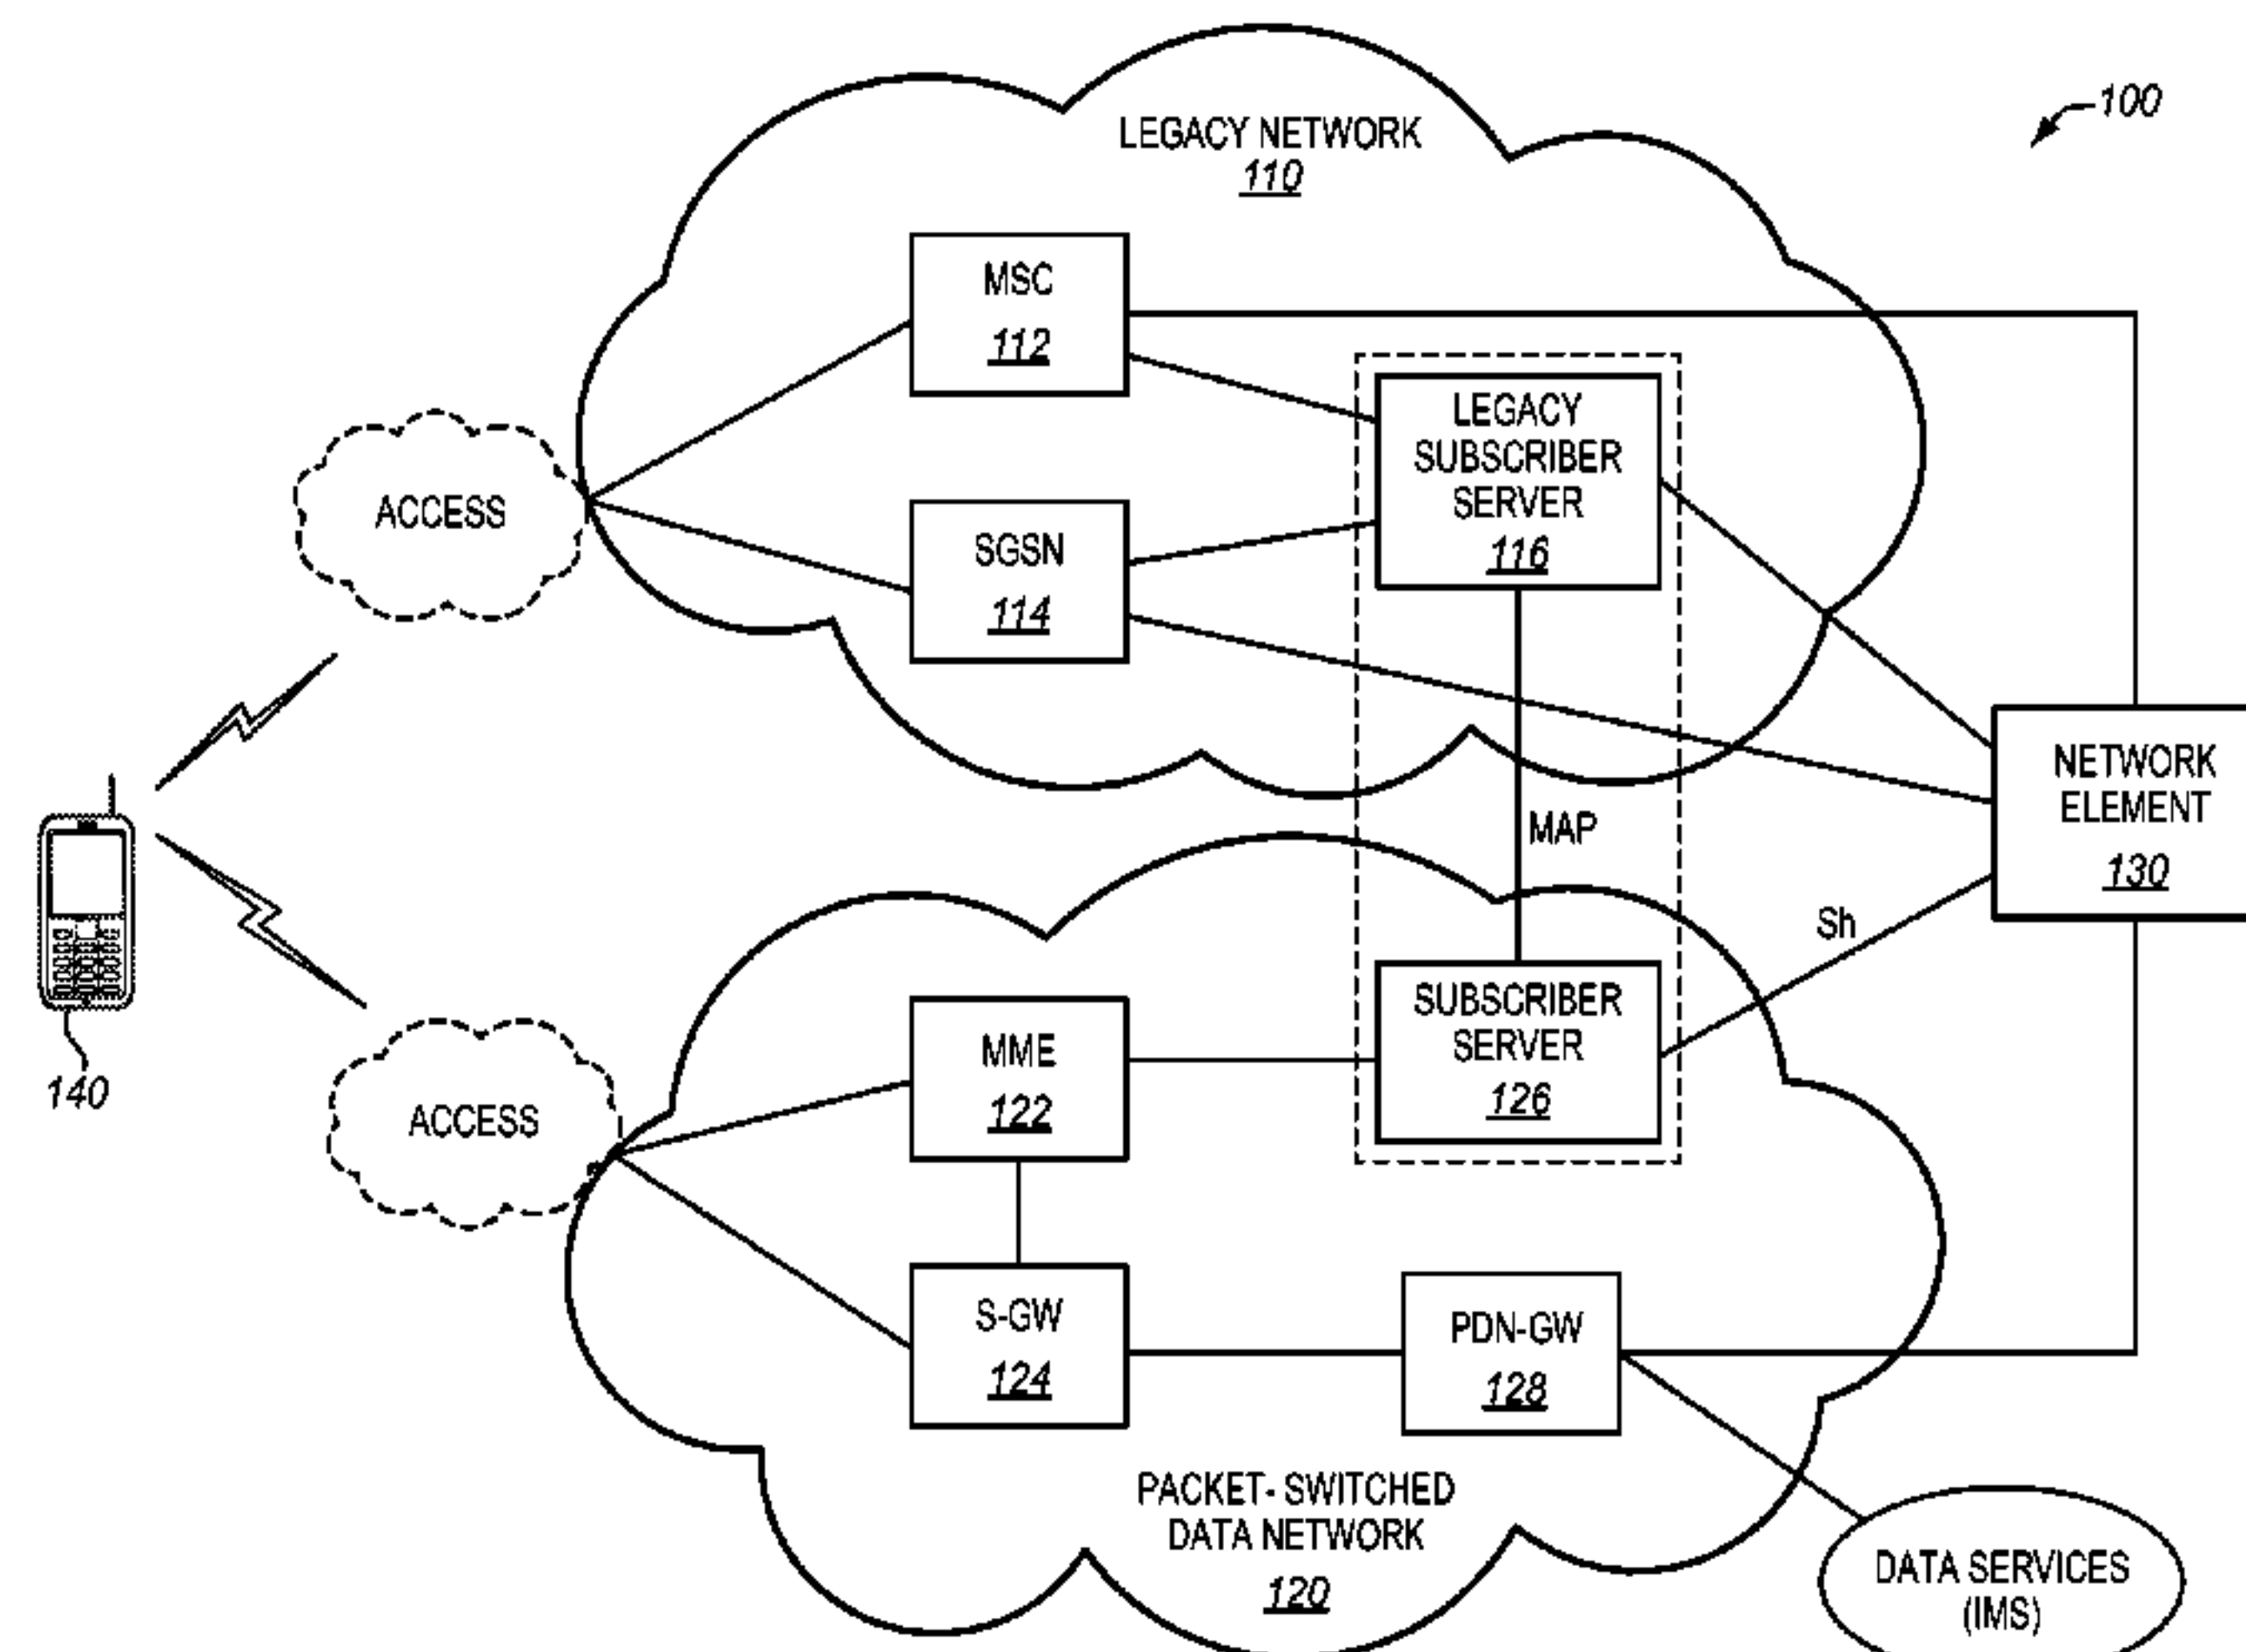 100
LEGACY NETWORK
110
MSC
112
LEGACY
SUBSCRIBER
SERVER
116
ACCESS
SGSN
114
NETWORK
ELEMENT
130
MAP
Sh
140
ACCESS
MME
122
SUBSCRIBER
SERVER
126
S-GW
124
PDN-GW
128
PACKET- SWITCHED
DATA NETWORK
120
DATA SERVICES
(IMS)